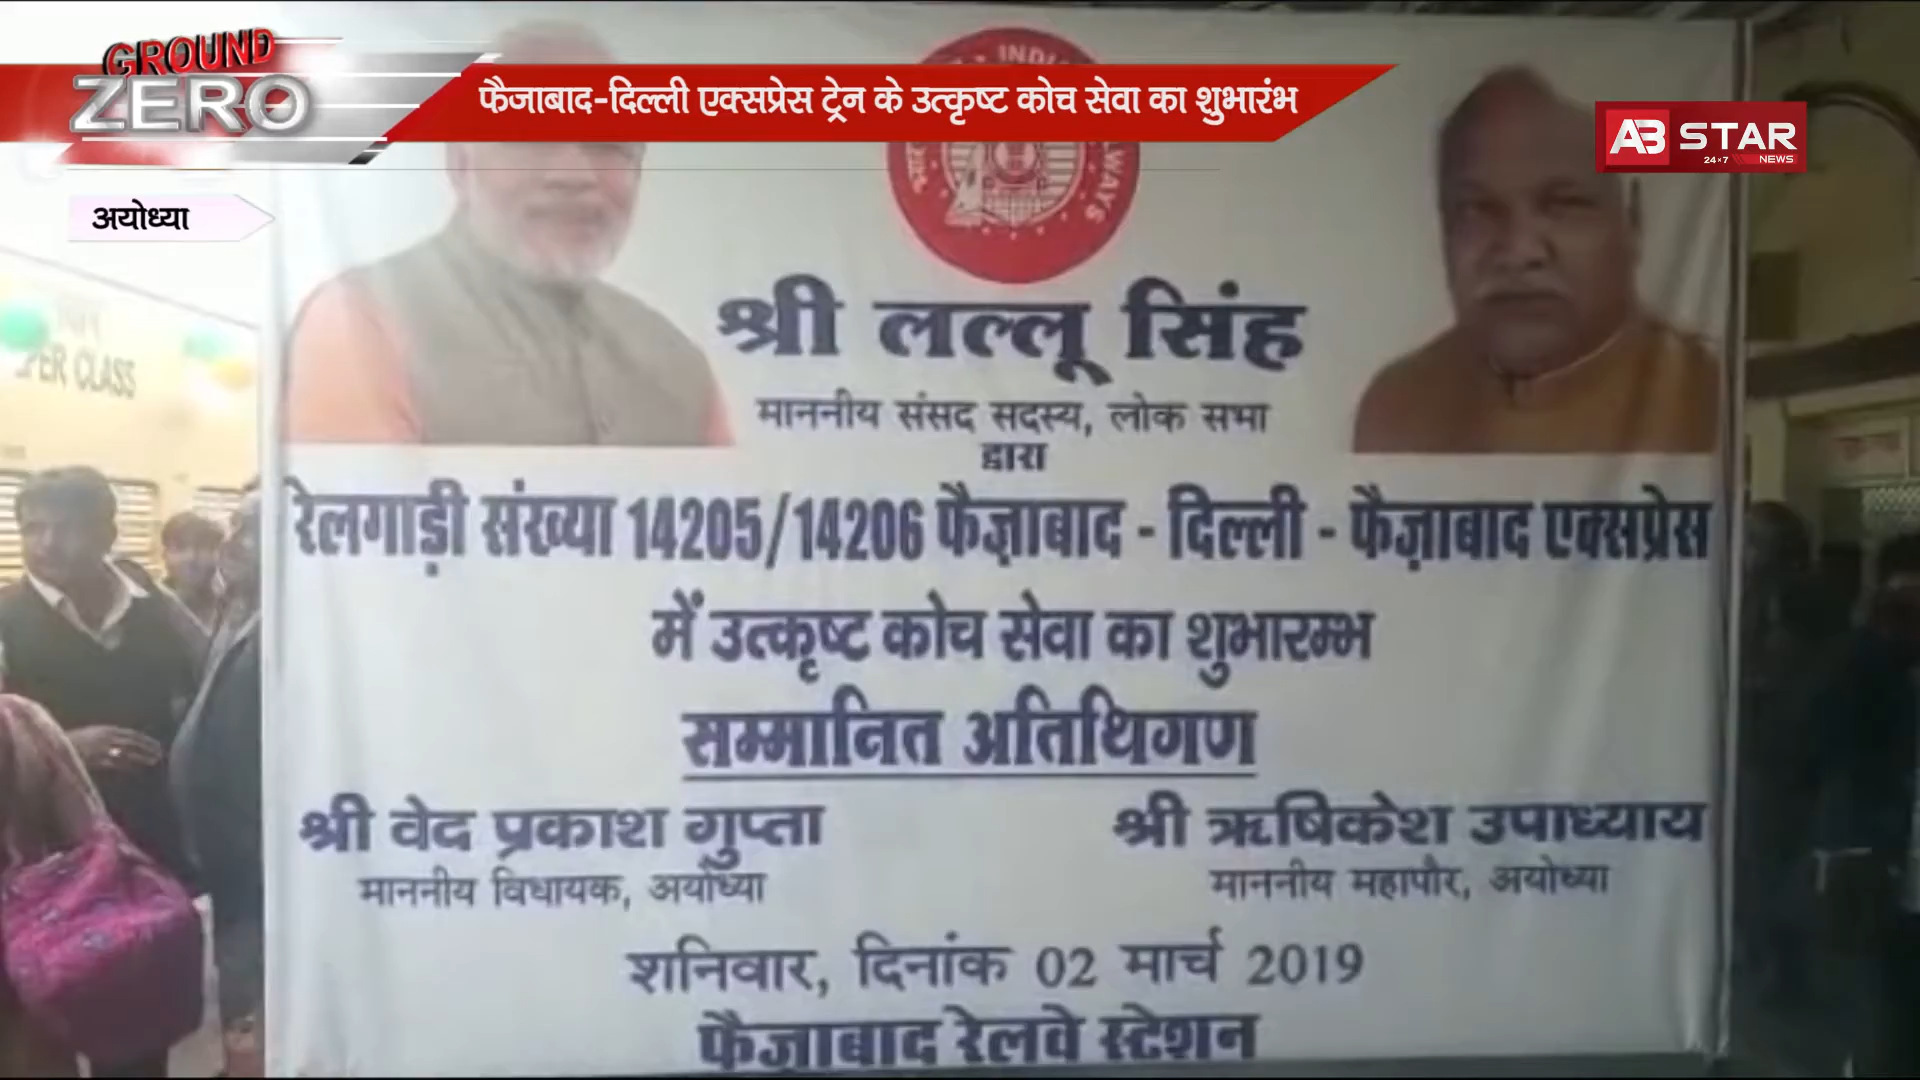 GROUND
ZERO
फैजाबाद-दिल्ली एक्सप्रेस ट्रेन के उत्कृष्ट कोच सेवा का शुभारंभ
AB STAR
24×7 NEWS
अयोध्या
INDI
WAYS
PER CLASS
श्री लल्लू सिंह
माननीय संसद सदस्य, लोक सभा
द्वारा
रेलगाड़ी संख्या 14205/14206 फैज़ाबाद - दिल्ली - फैज़ाबाद एक्सप्रेस
में उत्कृष्ट कोच सेवा का शुभारम्भ
सम्मानित अतिथिगण
श्री वेद प्रकाश गुप्ता
माननीय विधायक, अयोध्या
श्री ऋषिकेश उपाध्याय
माननीय महापौर, अयोध्या
शनिवार, दिनांक 02 मार्च 2019
फैजाबाद रेलवे स्टेशन